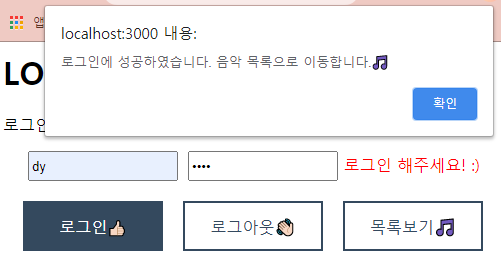 앱
localhost:3000 내용:
로그인에 성공하였습니다. 음악 목록으로 이동합니다.🎵
확인
LO
로그인
dy
•••• 로그인 해주세요! :)
로그인👍🏻
로그아웃👏🏻
목록보기🎵